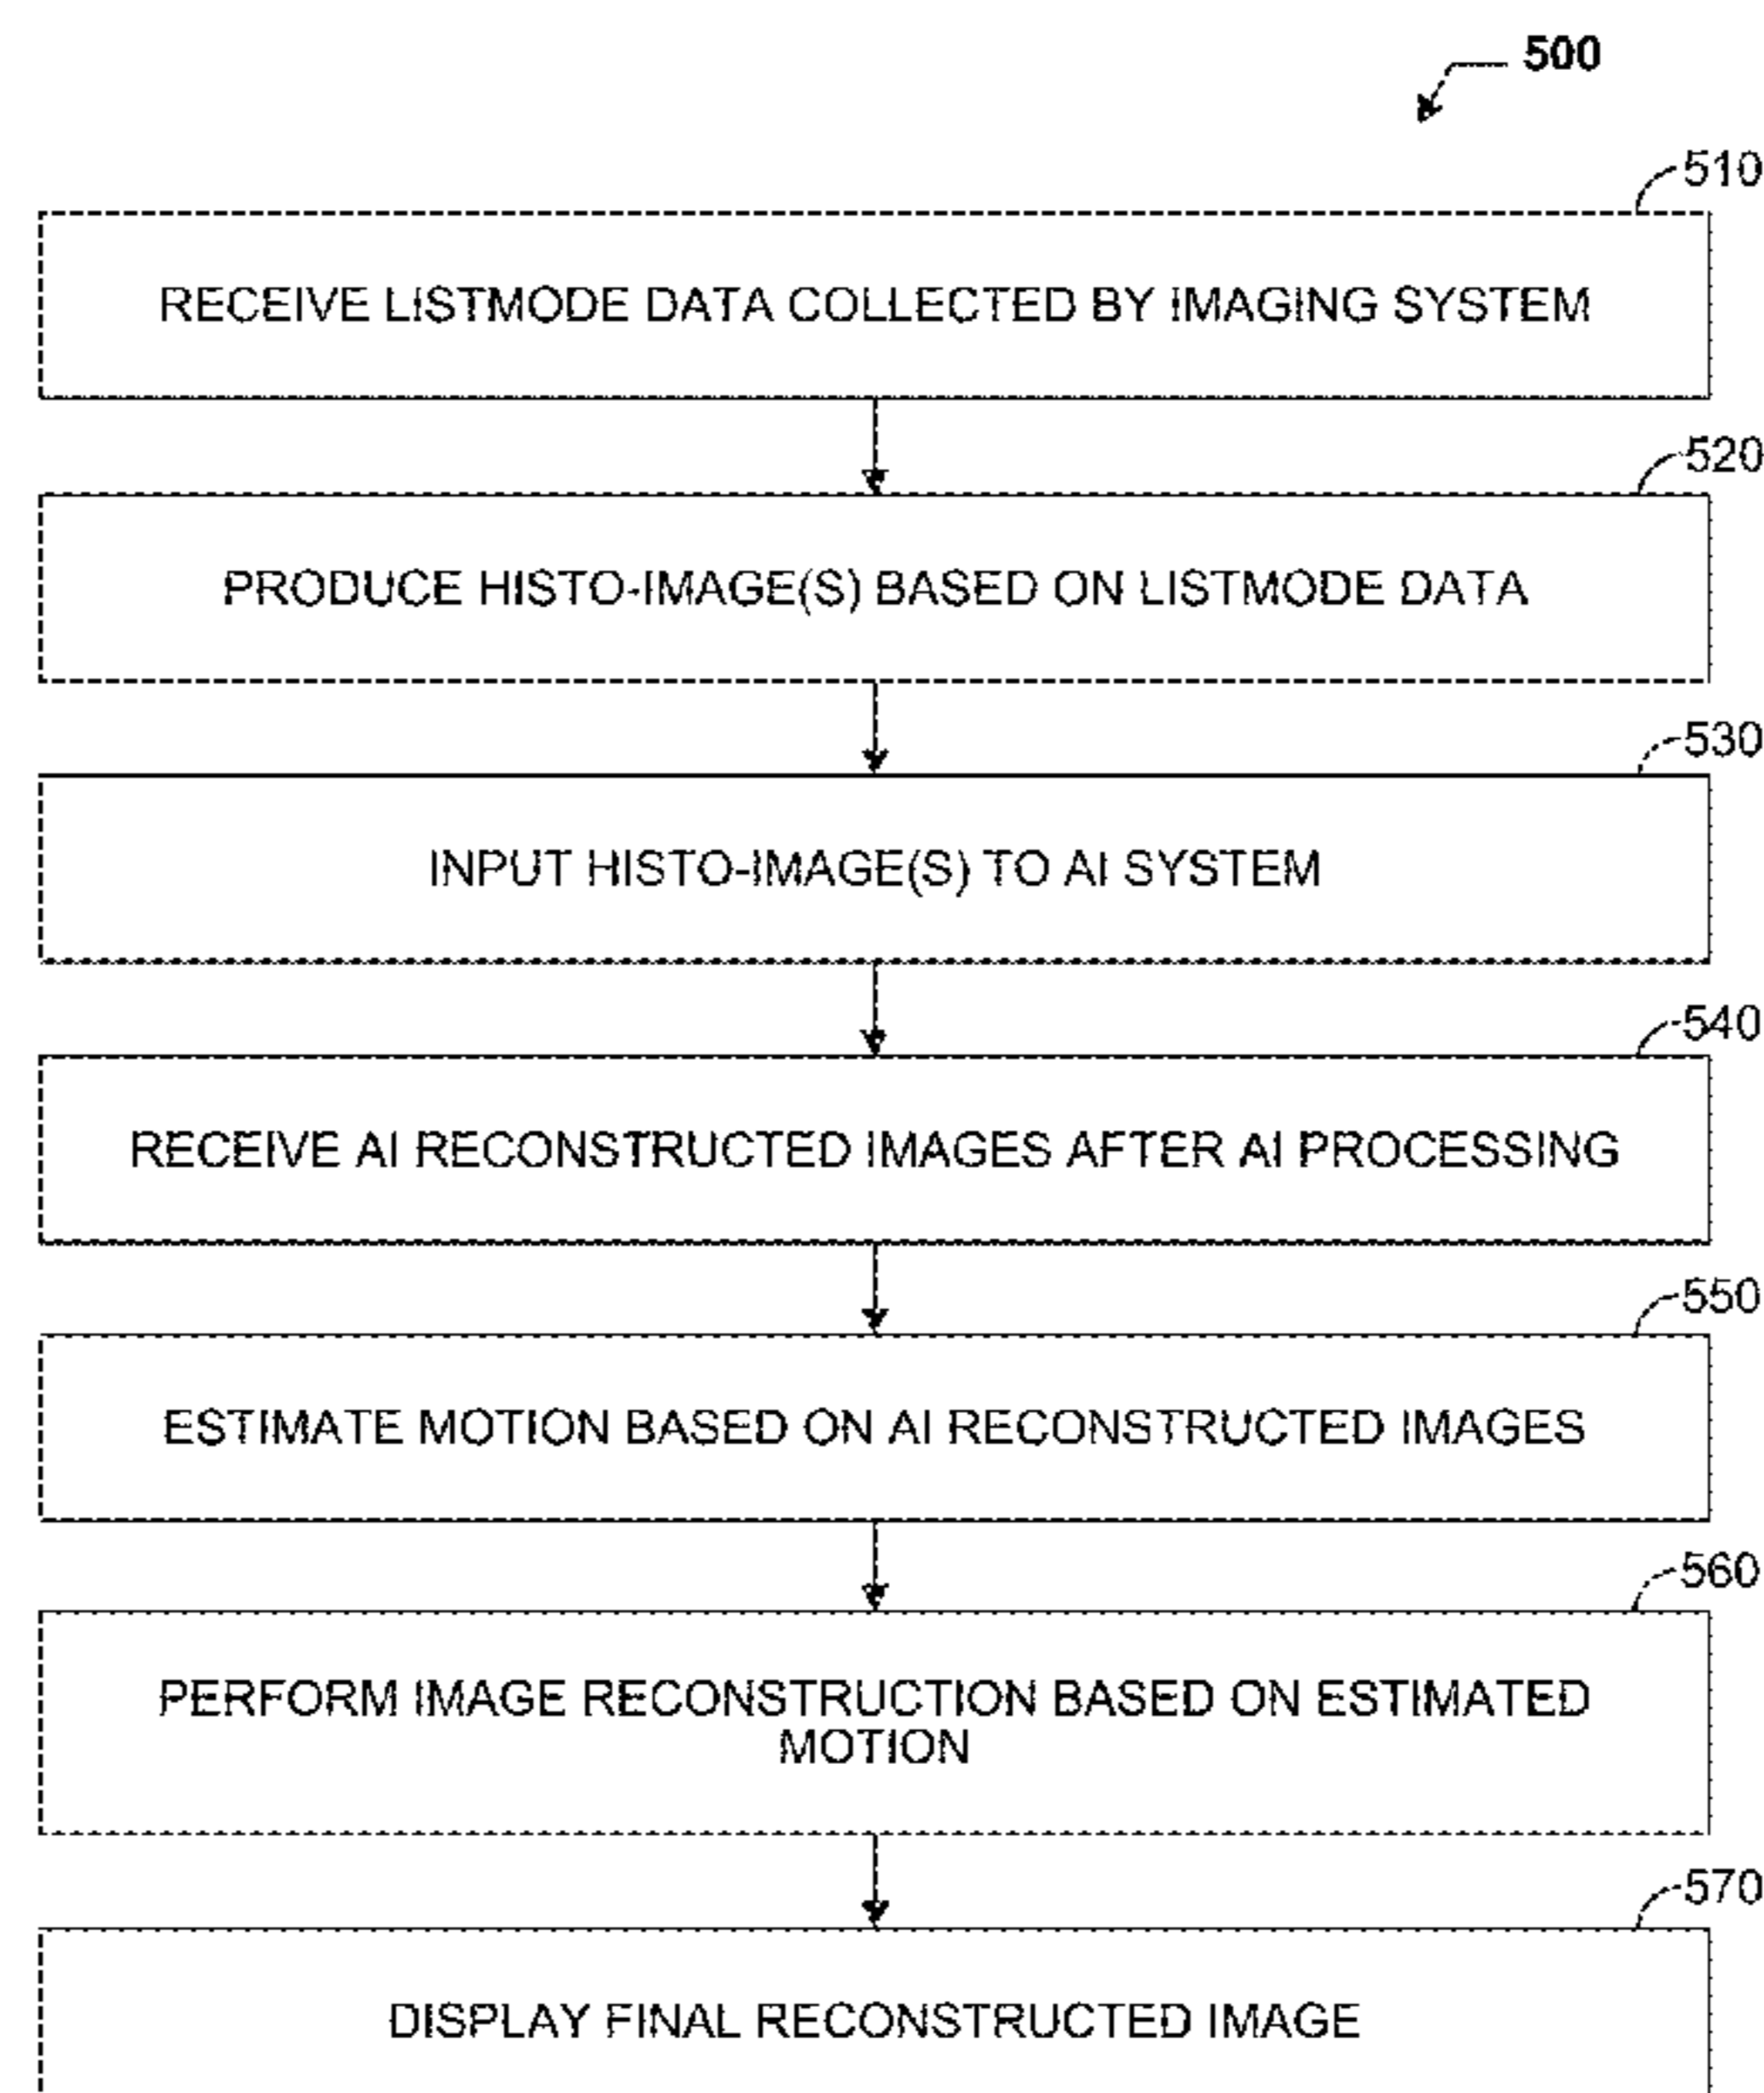 500
510
RECEIVE LISTMODE DATA COLLECTED BY IMAGING SYSTEM
520
PRODUCE HISTO-IMAGE(S) BASED ON LISTMODE DATA
530
INPUT HISTO-IMAGE(S) TO AI SYSTEM
540
RECEIVE AI RECONSTRUCTED IMAGES AFTER AI PROCESSING
550
ESTIMATE MOTION BASED ON AI RECONSTRUCTED IMAGES
560
PERFORM IMAGE RECONSTRUCTION BASED ON ESTIMATED
MOTION
570
DISPLAY FINAL RECONSTRUCTED IMAGE